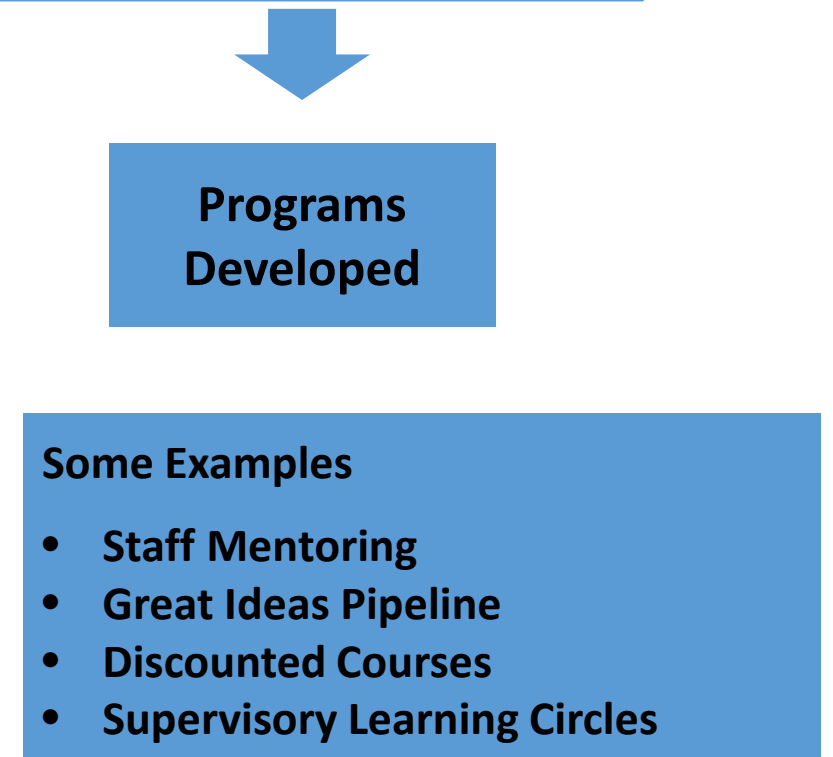 Programs
Developed
Some Examples
• Staff Mentoring
• Great Ideas Pipeline
• Discounted Courses
• Supervisory Learning Circles